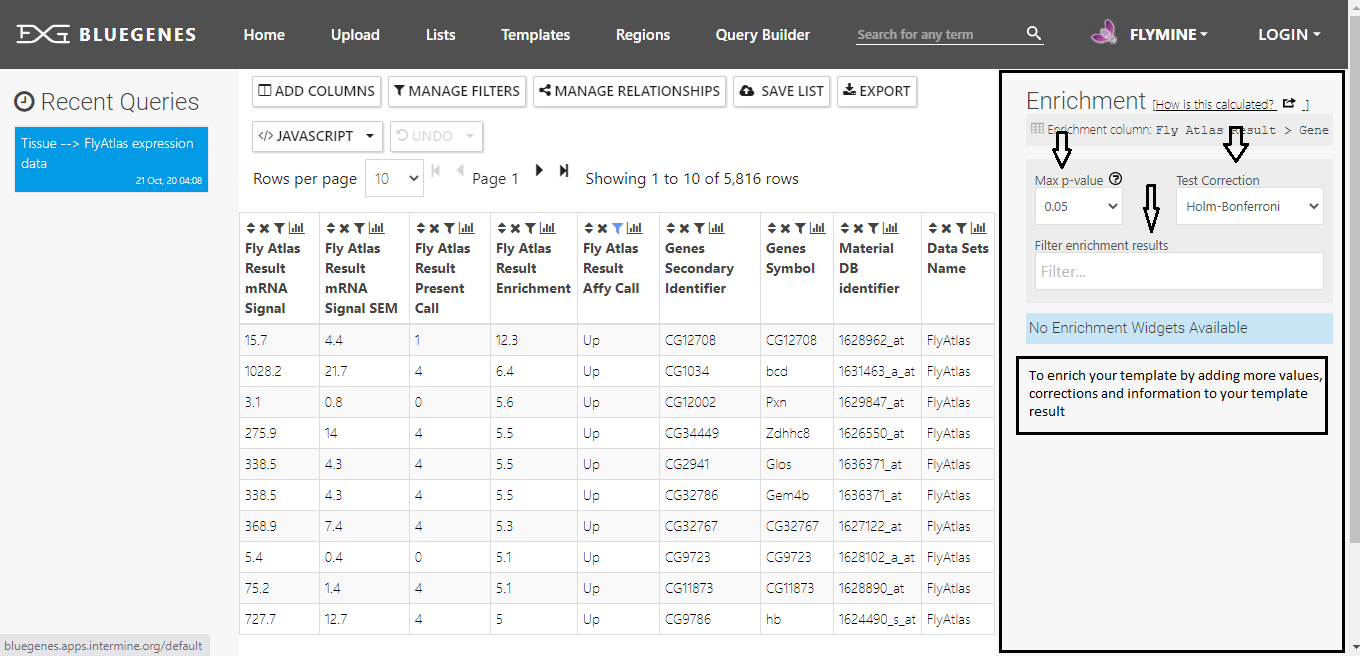 BLUEGENES Home Upload Lists Templates Regions Query Builder Search for any term FLYMINE LOGIN
Recent Queries
Tissue --> FlyAtlas expression
data
21 Oct, 20 04:08
ADD COLUMNS MANAGE FILTERS MANAGE RELATIONSHIPS SAVE LIST EXPORT
</> JAVASCRIPT UNDO
Rows per page 10 Page 1 Showing 1 to 10 of 5,816 rows
Fly Atlas Fly Atlas Fly Atlas Fly Atlas Fly Atlas Genes Genes Material Data Sets
Result Result Result Result Result Secondary Symbol DB Name
mRNA mRNA Present Enrichment Affy Call Identifier identifier
Signal Signal SEM Call
15.7 4.4 1 12.3 Up CG12708 CG12708 1628962_at FlyAtlas
1028.2 21.7 4 6.4 Up CG1034 bcd 1631463_a_at FlyAtlas
3.1 0.8 0 5.6 Up CG12002 Pxn 1629847_at FlyAtlas
275.9 14 4 5.5 Up CG34449 Zdhhc8 1626550_at FlyAtlas
338.5 4.3 4 5.5 Up CG2941 Glos 1636371_at FlyAtlas
338.5 4.3 4 5.5 Up CG32786 Gem4b 1636371_at FlyAtlas
368.9 7.4 4 5.3 Up CG32767 CG32767 1627122_at FlyAtlas
5.4 0.4 0 5.1 Up CG9723 CG9723 1628102_a_at FlyAtlas
75.2 1.4 4 5.1 Up CG11873 CG11873 1628890_at FlyAtlas
727.7 12.7 4 5 Up CG9786 hb 1624490_s_at FlyAtlas
Enrichment [How is this calculated? ]
Enrichment column: Fly Atlas Result > Gene
Max p-value Test Correction
0.05 Holm-Bonferroni
Filter enrichment results
Filter...
No Enrichment Widgets Available
To enrich your template by adding more values,
corrections and information to your template
result
bluegenes.apps.intermine.org/default